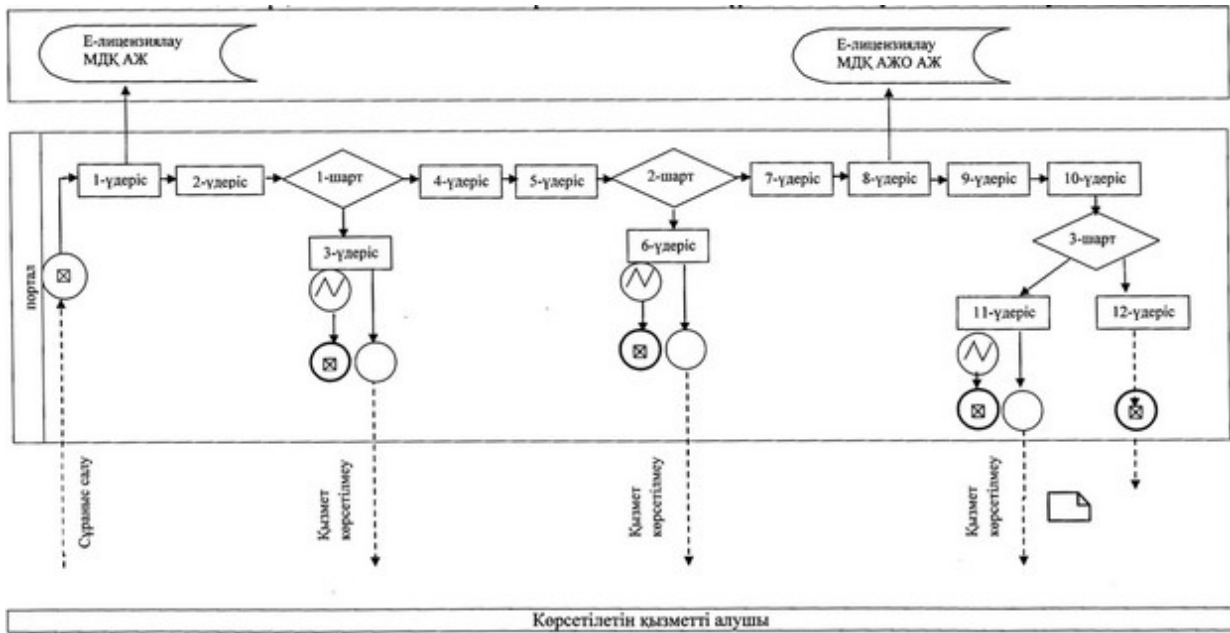 Е-лицензиялау
МДҚ АЖ
Е-лицензиялау
МДҚ АЖО АЖ
портал
1-үдеріс
2-үдеріс
1-шарт
4-үдеріс
5-үдеріс
2-шарт
7-үдеріс
8-үдеріс
9-үдеріс
10-үдеріс
3-үдеріс
6-үдеріс
3-шарт
11-үдеріс
12-үдеріс
Сұраныс салу
Қызмет
көрсетілмеу
Қызмет
көрсетілмеу
Қызмет
көрсетілмеу
Көрсетілетін қызметті алушы